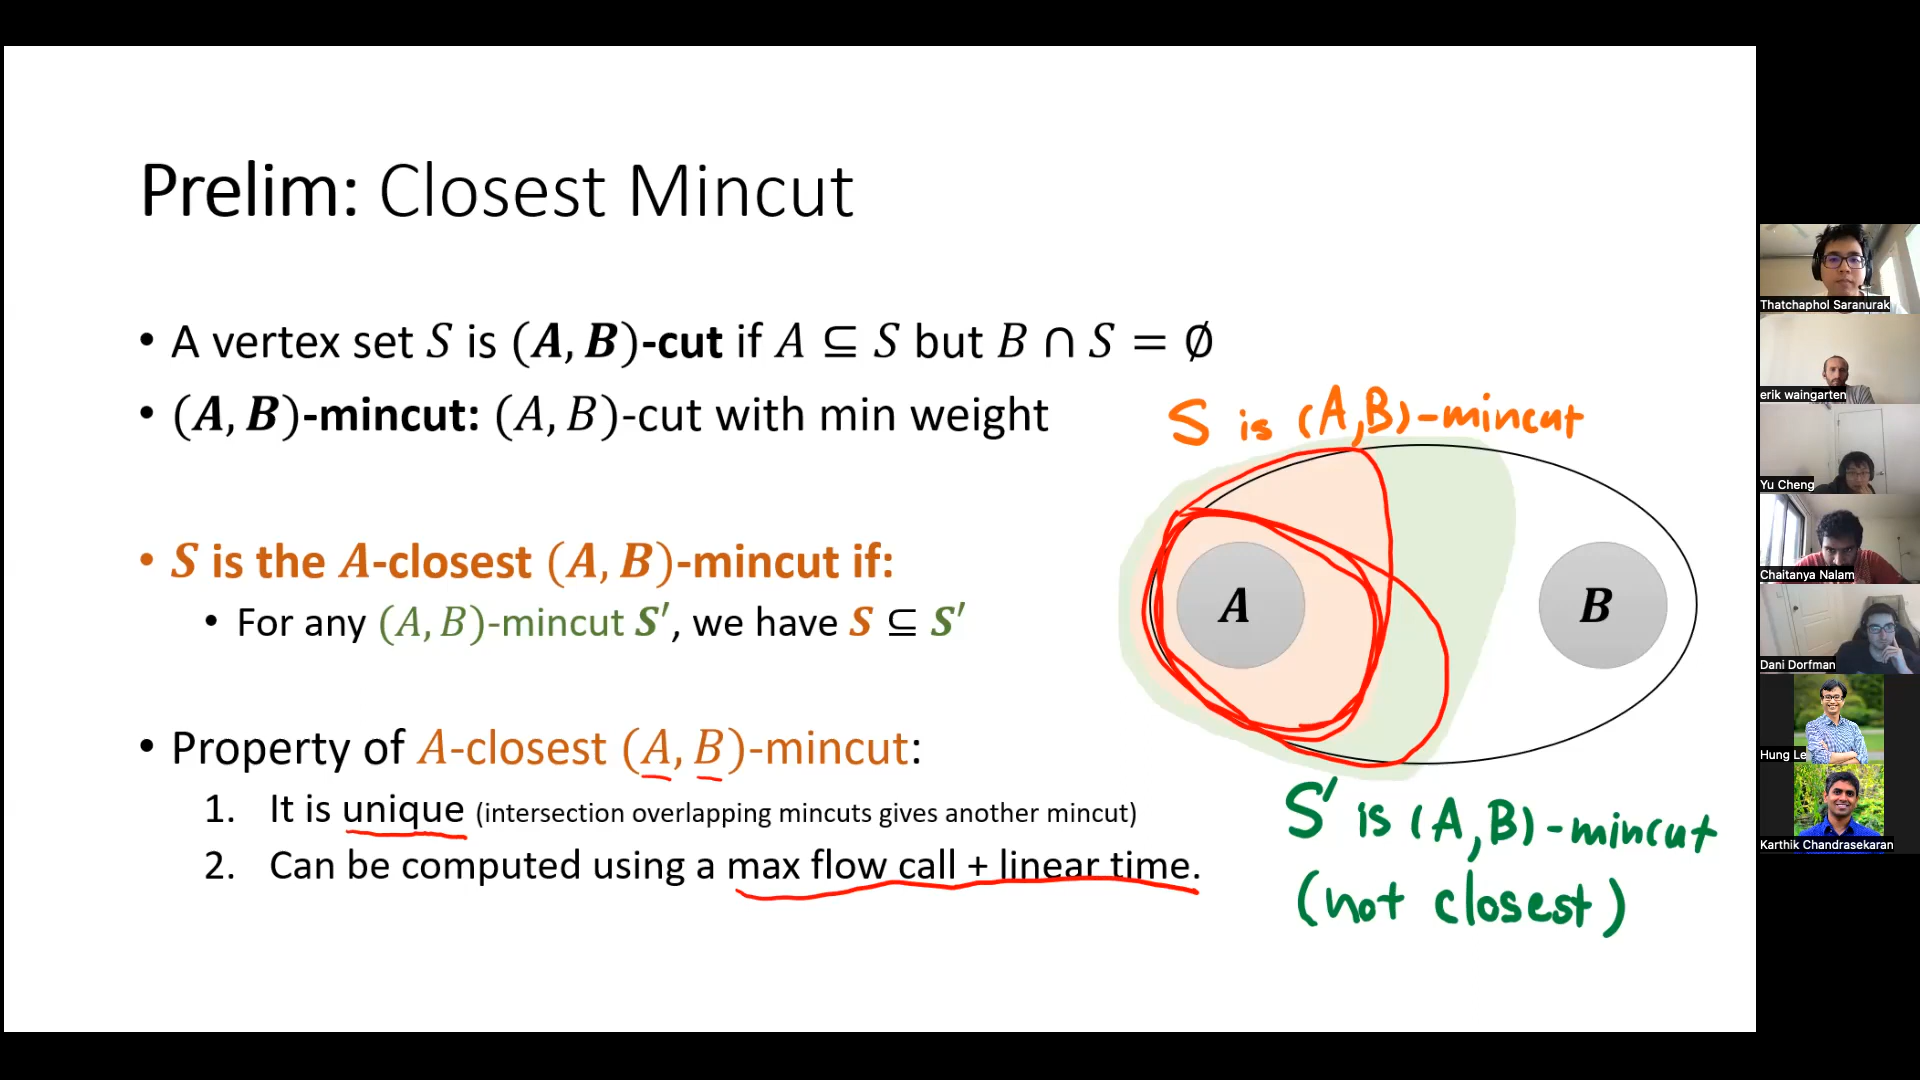 Prelim: Closest Mincut
• A vertex set S is (A, B)-cut if A ⊆ S but B ∩ S = ∅
• (A, B)-mincut: (A, B)-cut with min weight
S is (A,B)-mincut
• S is the A-closest (A, B)-mincut if:
• For any (A, B)-mincut S′, we have S ⊆ S′
A
B
• Property of A-closest (A, B)-mincut:
1. It is unique (intersection overlapping mincuts gives another mincut)
2. Can be computed using a max flow call + linear time.
S' is (A,B)-mincut
(not closest)
Thatchaphol Saranurak
erik waingarten
Yu Cheng
Chaitanya Nalam
Dani Dorfman
Hung Le
Karthik Chandrasekaran